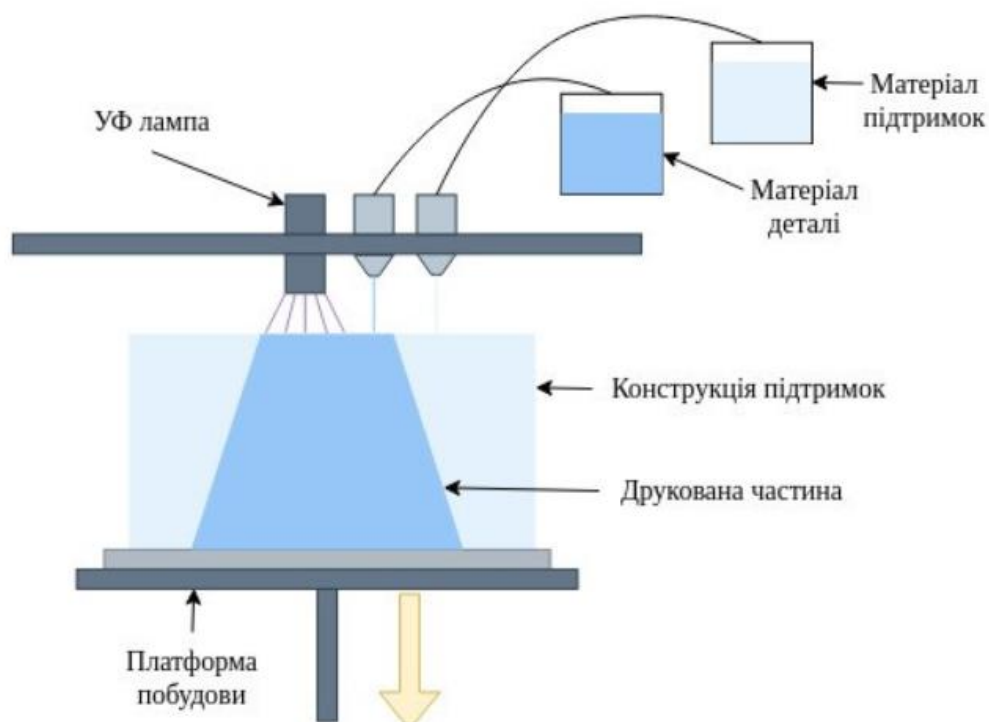 УФ лампа
Матеріал
підтримок
Матеріал
деталі
Конструкція підтримок
Друкована частина
Платформа
побудови